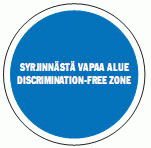 SYRJINNÄSTÄ VAPAA ALUE
DISCRIMINATION-FREE ZONE